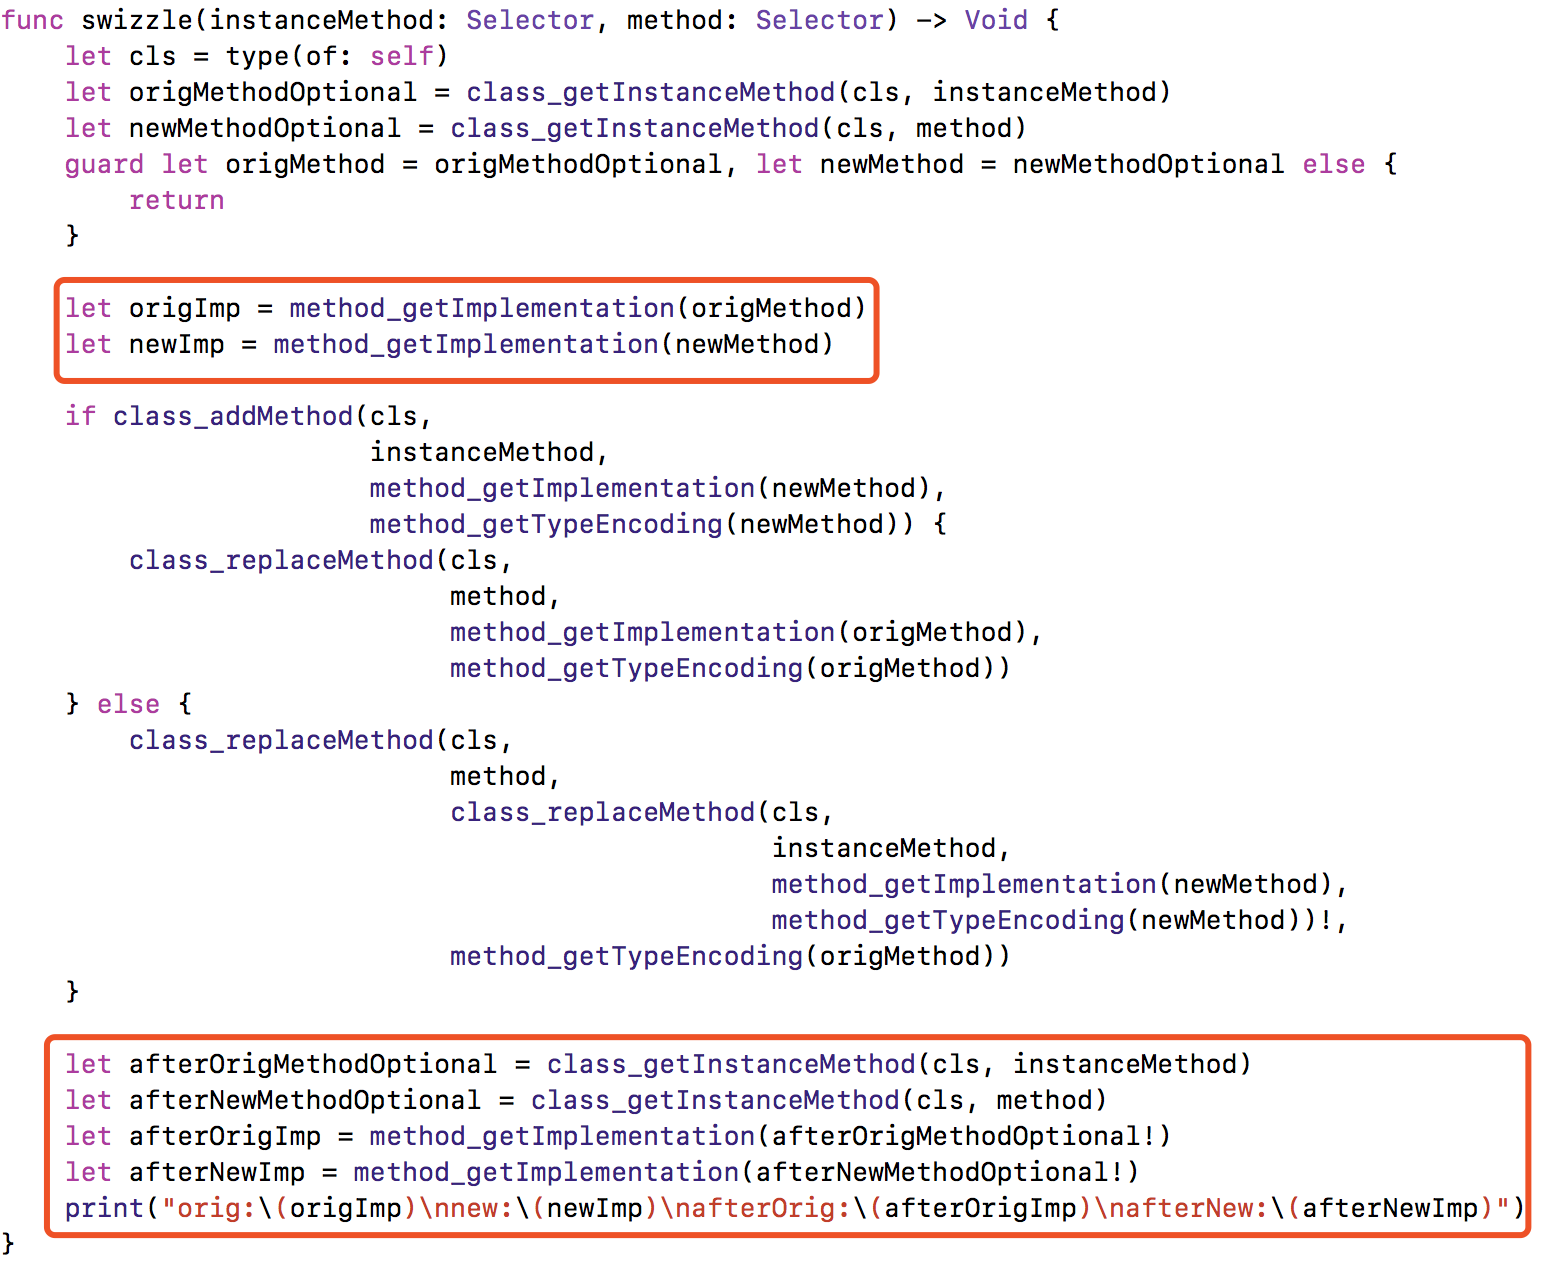 func swizzle(instanceMethod: Selector, method: Selector) -> Void {
    let cls = type(of: self)
    let origMethodOptional = class_getInstanceMethod(cls, instanceMethod)
    let newMethodOptional = class_getInstanceMethod(cls, method)
    guard let origMethod = origMethodOptional, let newMethod = newMethodOptional else {
        return
    }
    let origImp = method_getImplementation(origMethod)
    let newImp = method_getImplementation(newMethod)
    if class_addMethod(cls,
                       instanceMethod,
                       method_getImplementation(newMethod),
                       method_getTypeEncoding(newMethod)) {
        class_replaceMethod(cls,
                            method,
                            method_getImplementation(origMethod),
                            method_getTypeEncoding(origMethod))
    } else {
        class_replaceMethod(cls,
                            method,
                            class_replaceMethod(cls,
                                                instanceMethod,
                                                method_getImplementation(newMethod),
                                                method_getTypeEncoding(newMethod))!,
                            method_getTypeEncoding(origMethod))
    }
    let afterOrigMethodOptional = class_getInstanceMethod(cls, instanceMethod)
    let afterNewMethodOptional = class_getInstanceMethod(cls, method)
    let afterOrigImp = method_getImplementation(afterOrigMethodOptional!)
    let afterNewImp = method_getImplementation(afterNewMethodOptional!)
    print("orig:\(origImp)\nnew:\(newImp)\nafterOrig:\(afterOrigImp)\nafterNew:\(afterNewImp)")
}